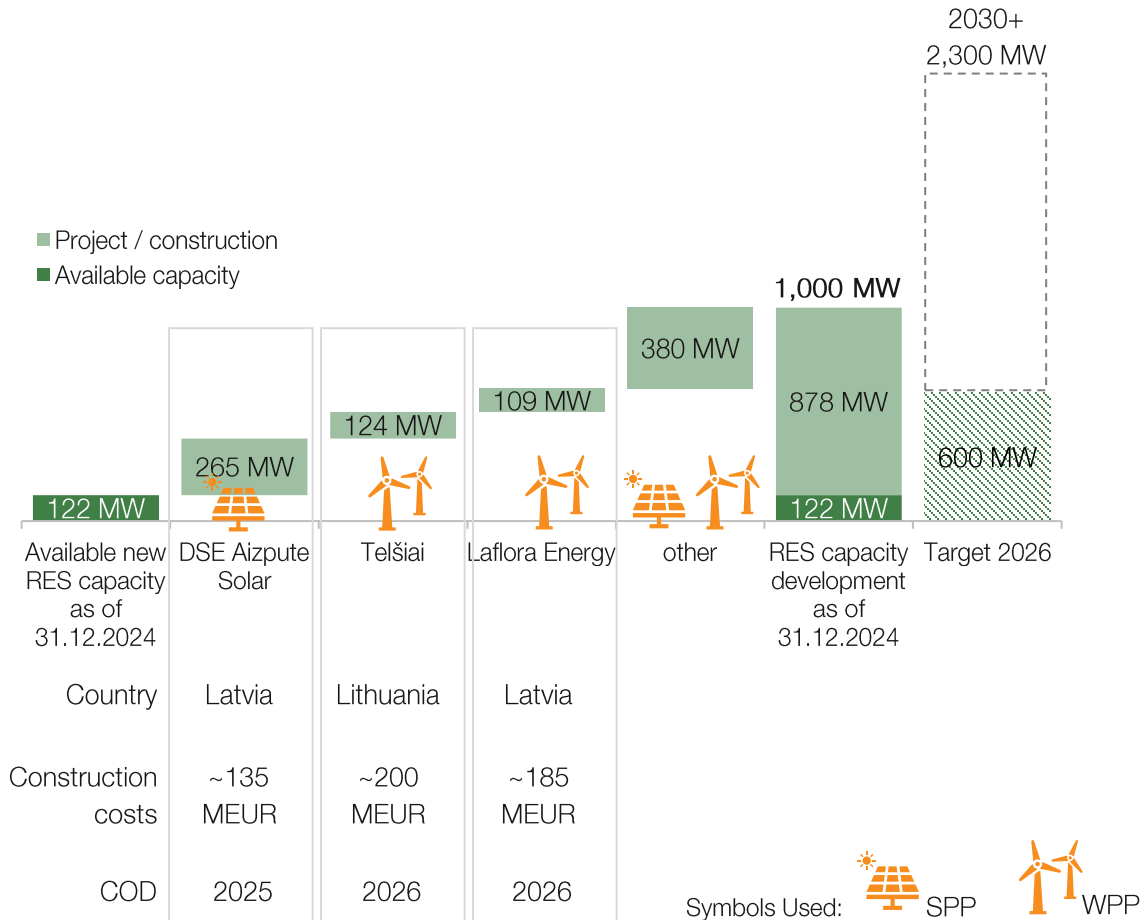 2030+
2,300 MW
Project / construction
Available capacity
1,000 MW
380 MW
109 MW
878 MW
124 MW
265 MW
600 MW
122 MW
122 MW
Available new
RES capacity
as of
31.12.2024
DSE Aizpute
Solar
Telšiai
Laflora Energy
other
RES capacity
development
as of
31.12.2024
Target 2026
Country
Latvia
Lithuania
Latvia
Construction
costs
~135
MEUR
~200
MEUR
~185
MEUR
COD
2025
2026
2026
Symbols Used:
SPP
WPP